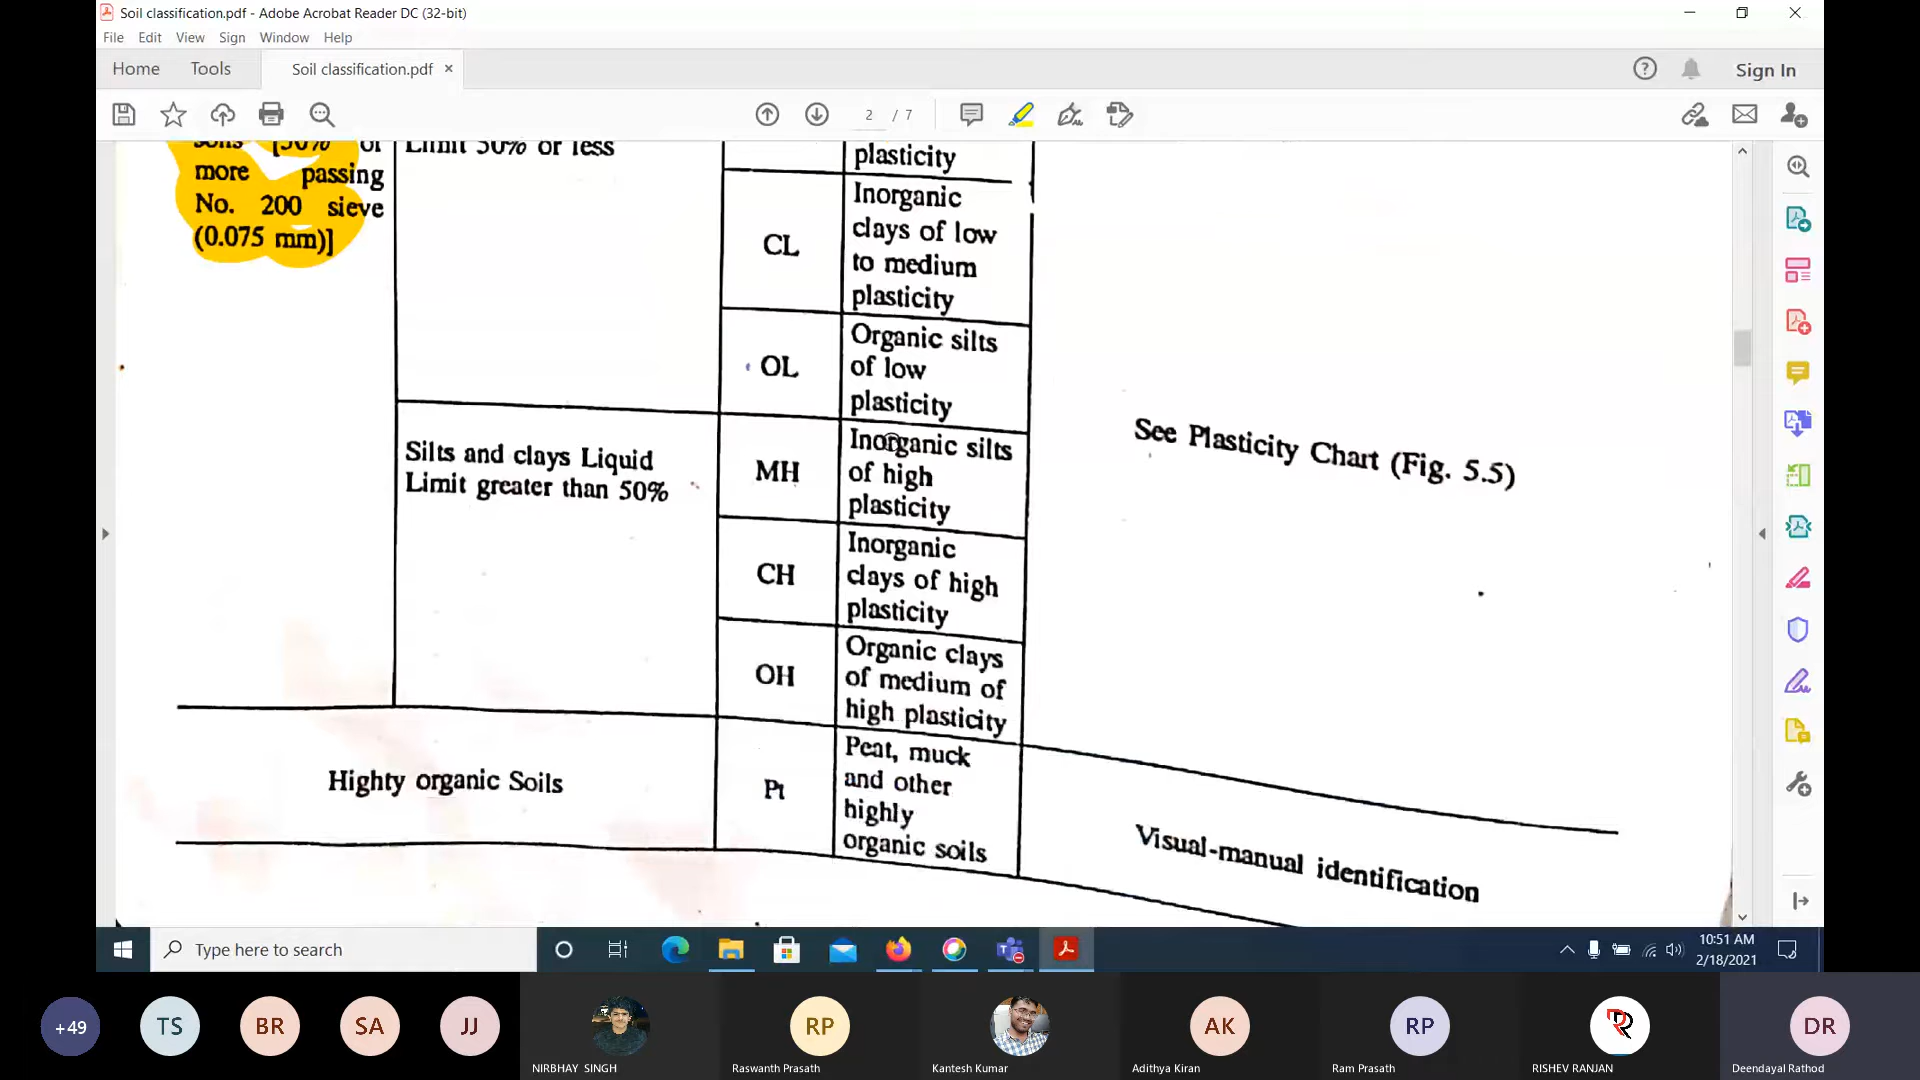 Soil classification.pdf - Adobe Acrobat Reader DC (32-bit)
File Edit View Sign Window Help
Home Tools Soil classification.pdf × Sign In
2 / 7
soils [50% or
more passing
No. 200 sieve
(0.075 mm)]
Limit 50% or less
plasticity
CL
Inorganic
clays of low
to medium
plasticity
OL
Organic silts
of low
plasticity
Silts and clays Liquid
Limit greater than 50%
MH
Inorganic silts
of high
plasticity
CH
Inorganic
clays of high
plasticity
OH
Organic clays
of medium of
high plasticity
See Plasticity Chart (Fig. 5.5)
Highty organic Soils
Pt
Peat, muck
and other
highly
organic soils
Visual-manual identification
Type here to search
10:51 AM
2/18/2021
+49 TS BR SA JJ RP AK RP DR
NIRBHAY SINGH Raswanth Prasath Kantesh Kumar Adithya Kiran Ram Prasath RISHEV RANJAN Deendayal Rathod